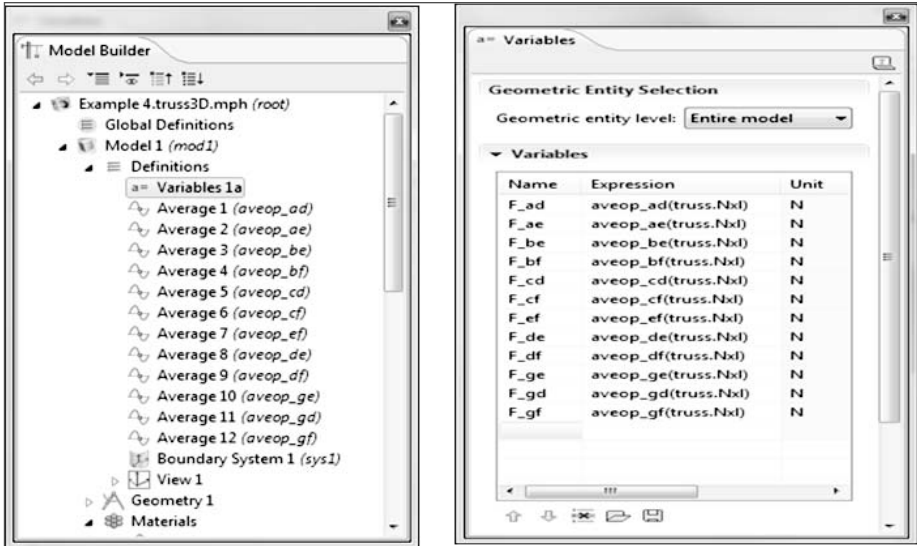 Model Builder
Example 4.truss3D.mph (root)
Global Definitions
Model 1 (mod1)
Definitions
a= Variables 1a
Average 1 (aveop_ad)
Average 2 (aveop_ae)
Average 3 (aveop_be)
Average 4 (aveop_bf)
Average 5 (aveop_cd)
Average 6 (aveop_cf)
Average 7 (aveop_ef)
Average 8 (aveop_de)
Average 9 (aveop_df)
Average 10 (aveop_ge)
Average 11 (aveop_gd)
Average 12 (aveop_gf)
Boundary System 1 (sys1)
View 1
Geometry 1
Materials
a= Variables
Geometric Entity Selection
Geometric entity level: Entire model
Variables
Name Expression Unit
F_ad aveop_ad(truss.Nxl) N
F_ae aveop_ae(truss.Nxl) N
F_be aveop_be(truss.Nxl) N
F_bf aveop_bf(truss.Nxl) N
F_cd aveop_cd(truss.Nxl) N
F_cf aveop_cf(truss.Nxl) N
F_ef aveop_ef(truss.Nxl) N
F_de aveop_de(truss.Nxl) N
F_df aveop_df(truss.Nxl) N
F_ge aveop_ge(truss.Nxl) N
F_gd aveop_gd(truss.Nxl) N
F_gf aveop_gf(truss.Nxl) N